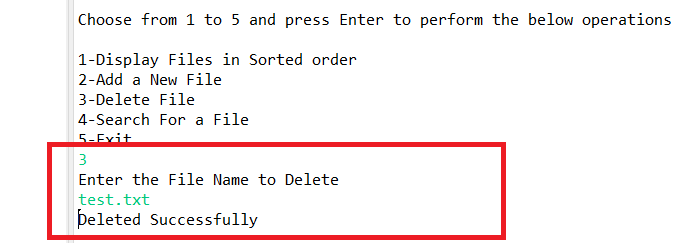 Choose from 1 to 5 and press Enter to perform the below operations
1-Display Files in Sorted order
2-Add a New File
3-Delete File
4-Search For a File
5-Exit
3
Enter the File Name to Delete
test.txt
Deleted Successfully